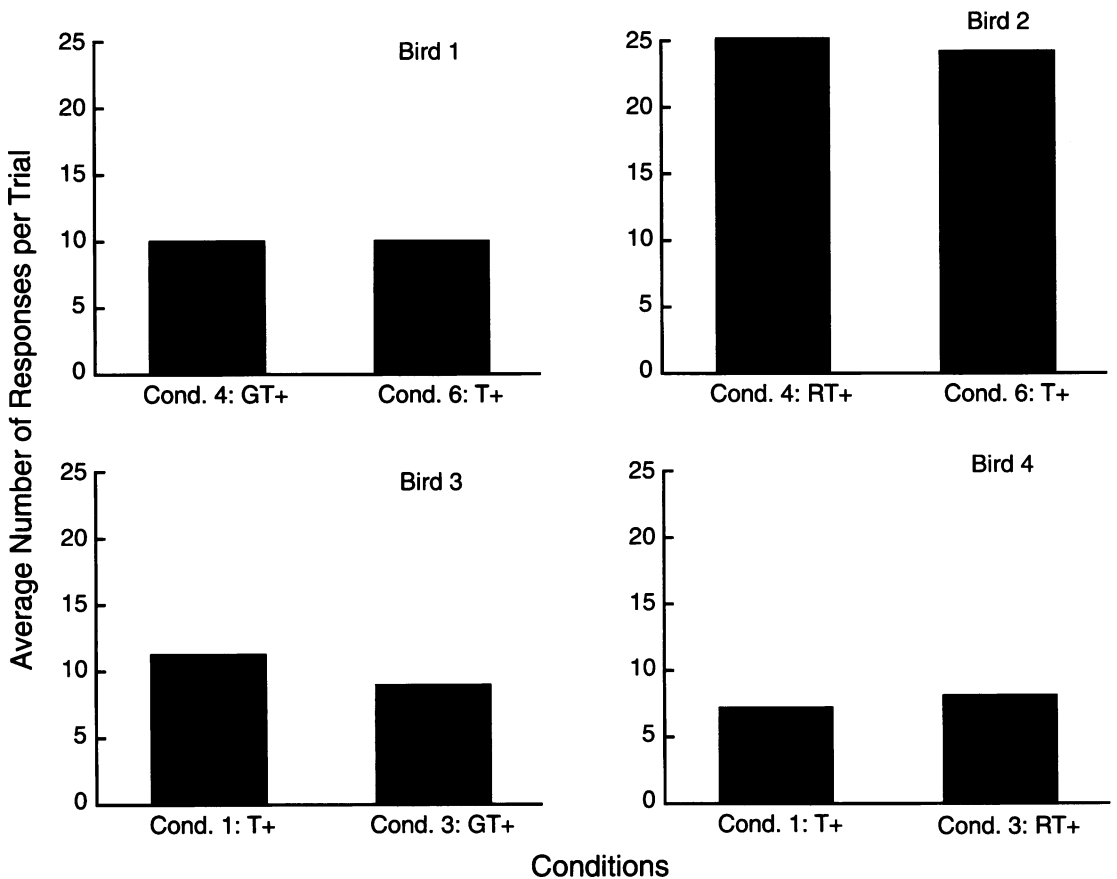 Average Number of Responses per Trial
Bird 1
25
20
15
10
5
0
Cond. 4: GT+ Cond. 6: T+
Bird 2
25
20
15
10
5
0
Cond. 4: RT+ Cond. 6: T+
Bird 3
25
20
15
10
5
0
Cond. 1: T+ Cond. 3: GT+
Bird 4
25
20
15
10
5
0
Cond. 1: T+ Cond. 3: RT+
Conditions